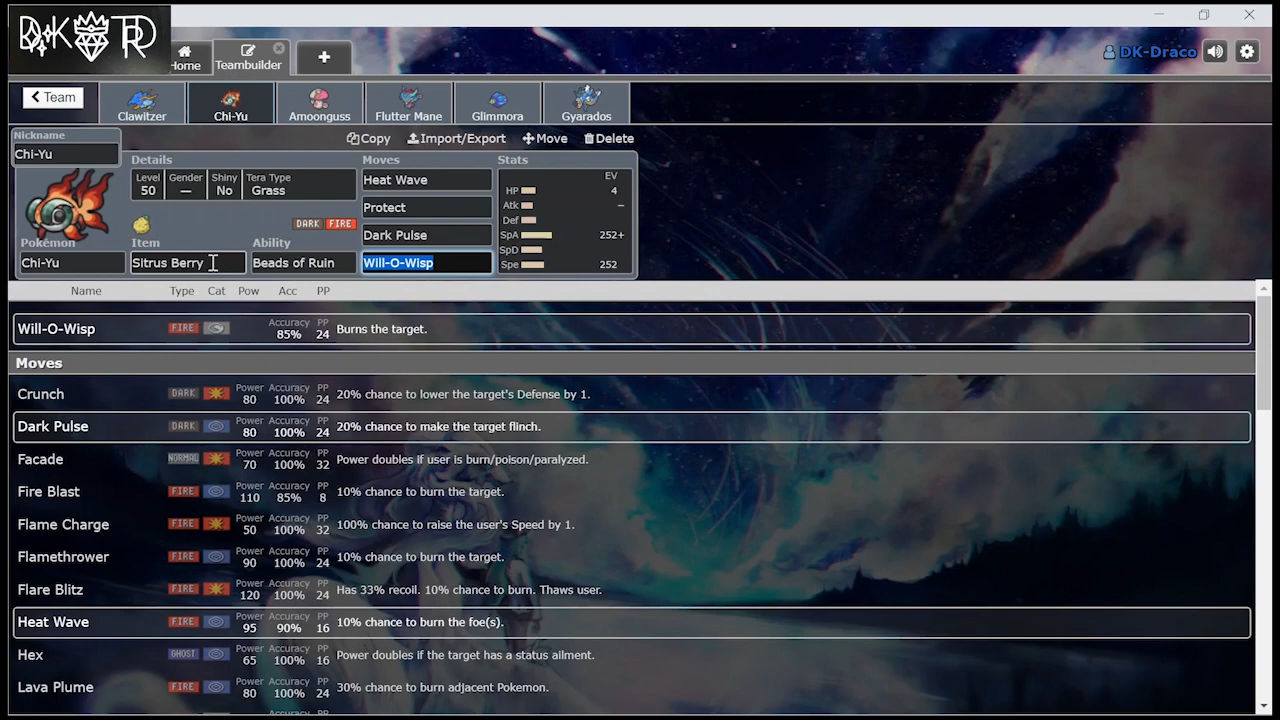 DK TRD
Home
Teambuilder
DK-Draco
Team
Clawitzer
Chi-Yu
Amoonguss
Flutter Mane
Glimmora
Gyarados
Nickname
Chi-Yu
Copy Import/Export Move Delete
Details Moves Stats
Level Gender Shiny Tera Type
50 — No Grass
Heat Wave
Protect
Dark Pulse
Will-O-Wisp
DARK FIRE
Pokémon Item Ability
Chi-Yu Sitrus Berry Beads of Ruin
EV
HP 4
Atk –
Def
SpA 252+
SpD
Spe 252
Name Type Cat Pow Acc PP
Will-O-Wisp FIRE Accuracy 85% PP 24 Burns the target.
Moves
Crunch DARK Power 80 Accuracy 100% PP 24 20% chance to lower the target's Defense by 1.
Dark Pulse DARK Power 80 Accuracy 100% PP 24 20% chance to make the target flinch.
Facade NORMAL Power 70 Accuracy 100% PP 32 Power doubles if user is burn/poison/paralyzed.
Fire Blast FIRE Power 110 Accuracy 85% PP 8 10% chance to burn the target.
Flame Charge FIRE Power 50 Accuracy 100% PP 32 100% chance to raise the user's Speed by 1.
Flamethrower FIRE Power 90 Accuracy 100% PP 24 10% chance to burn the target.
Flare Blitz FIRE Power 120 Accuracy 100% PP 24 Has 33% recoil. 10% chance to burn. Thaws user.
Heat Wave FIRE Power 95 Accuracy 90% PP 16 10% chance to burn the foe(s).
Hex GHOST Power 65 Accuracy 100% PP 16 Power doubles if the target has a status ailment.
Lava Plume FIRE Power 80 Accuracy 100% PP 24 30% chance to burn adjacent Pokemon.
Power Accuracy PP